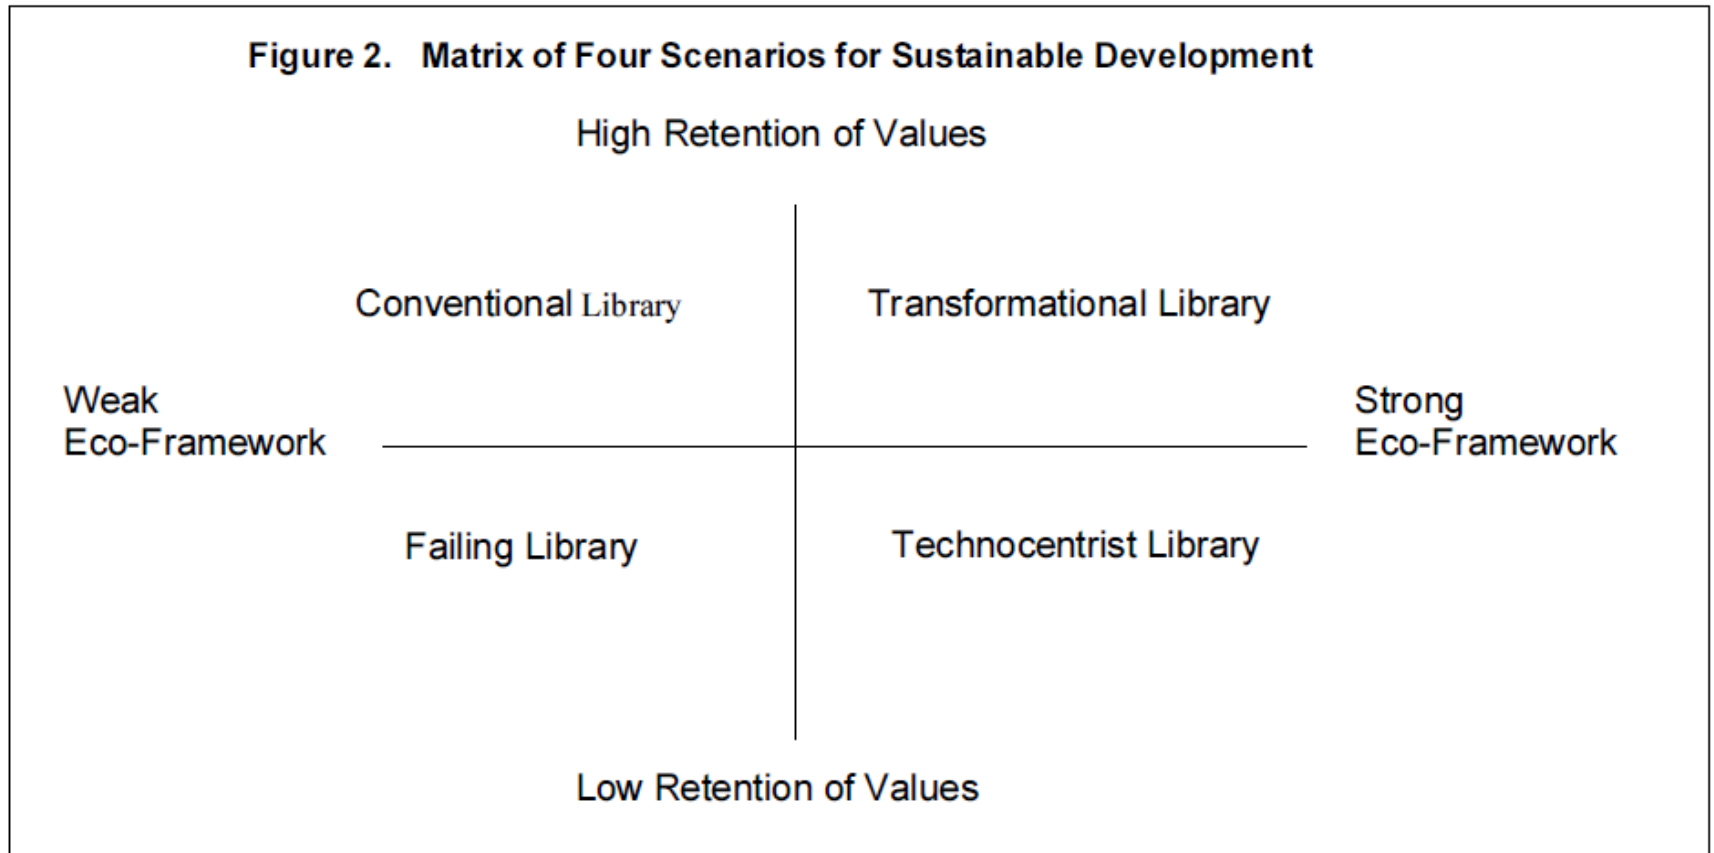 Figure 2. Matrix of Four Scenarios for Sustainable Development
High Retention of Values
Conventional Library
Transformational Library
Weak
Eco-Framework
Strong
Eco-Framework
Failing Library
Technocentrist Library
Low Retention of Values